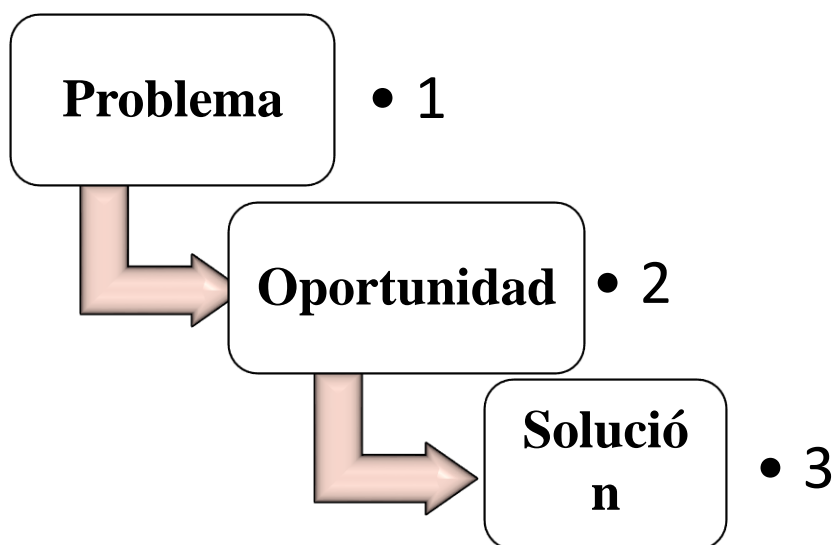 Problema
• 1
Oportunidad
• 2
Solució
n
• 3